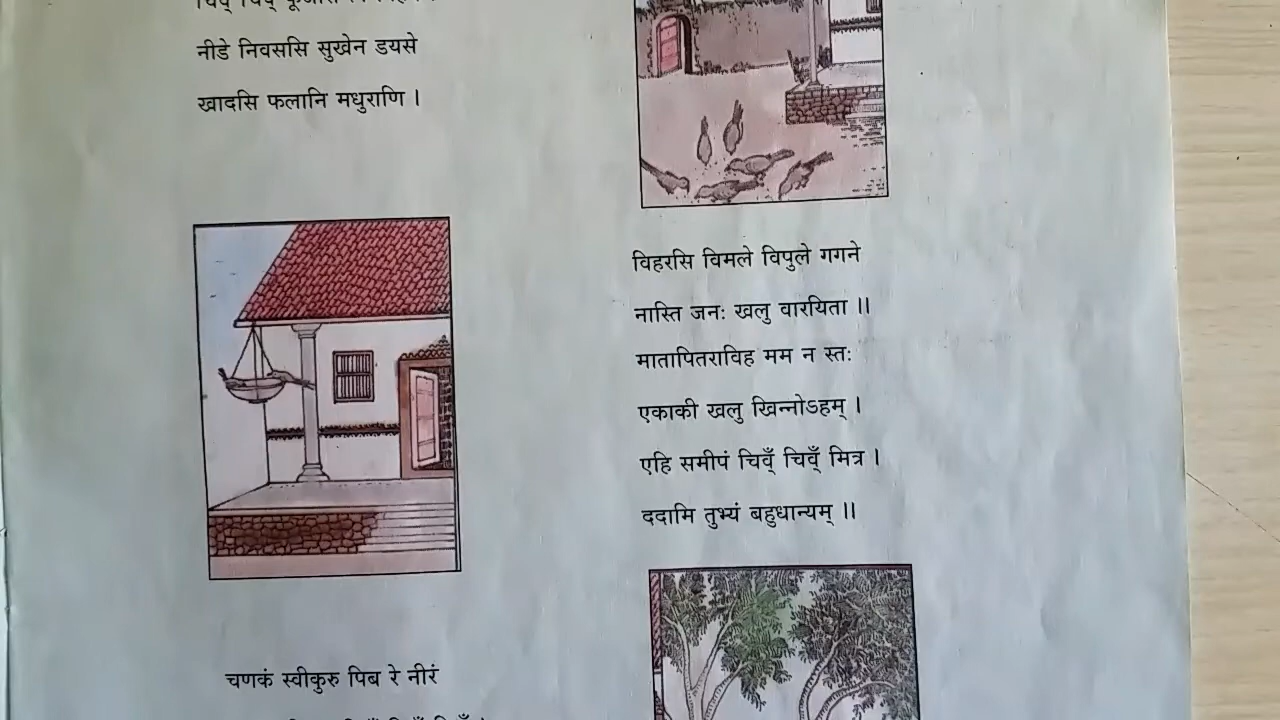 नीडे निवससि सुखेन डयसे
खादसि फलानि मधुराणि ।
चणकं स्वीकुरु पिब रे नीरं
विहरसि विमले विपुले गगने
नास्ति जनः खलु वारयिता ।।
मातापितराविह मम न स्तः
एकाकी खलु खिन्नोऽहम् ।
एहि समीपं चिव्ँ चिव्ँ मित्र ।
ददामि तुभ्यं बहुधान्यम् ।।